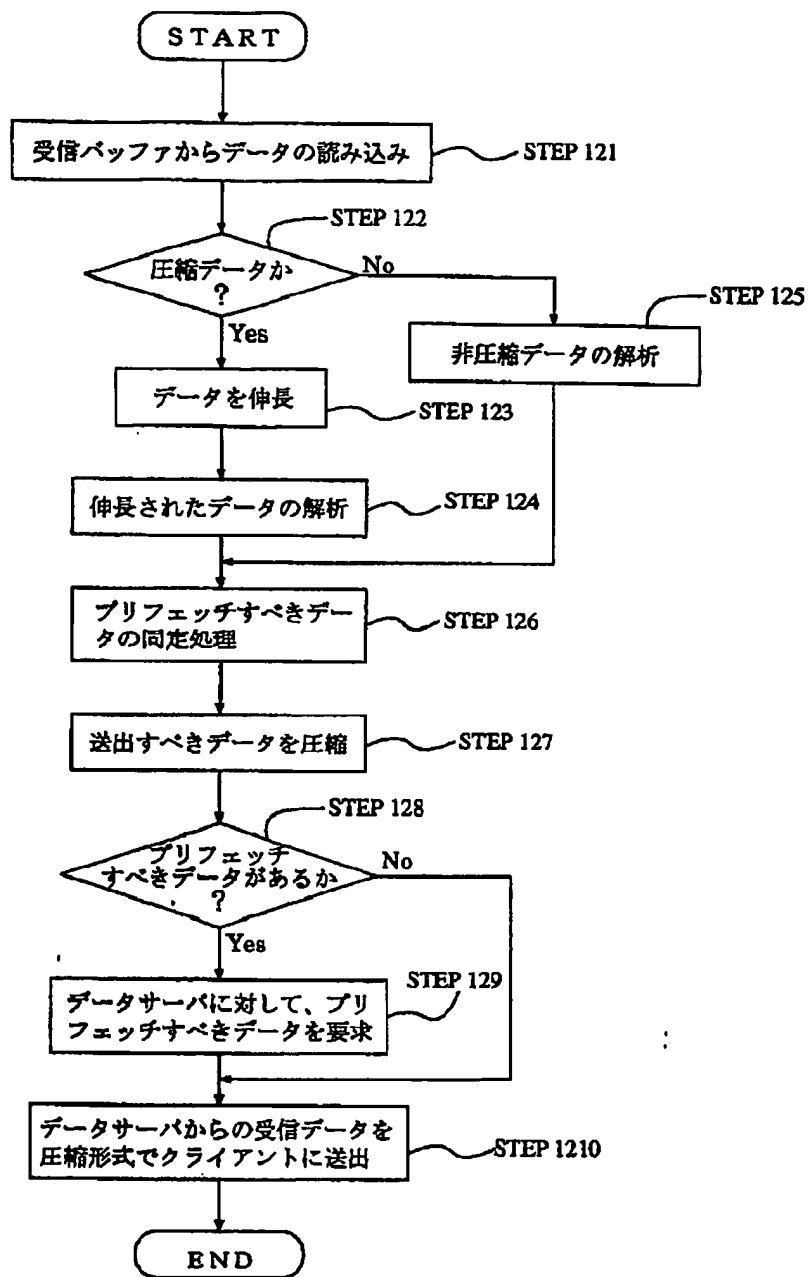 START
受信バッファからデータの読み込み
STEP 121
STEP 122
圧縮データか
?
No
Yes
STEP 125
非圧縮データの解析
データを伸長
STEP 123
伸長されたデータの解析
STEP 124
プリフェッチすべきデー
タの同定処理
STEP 126
送出すべきデータを圧縮
STEP 127
STEP 128
プリフェッチ
すべきデータがあるか
?
No
Yes
STEP 129
データサーバに対して、プリ
フェッチすべきデータを要求
データサーバからの受信データを
圧縮形式でクライアントに送出
STEP 1210
END